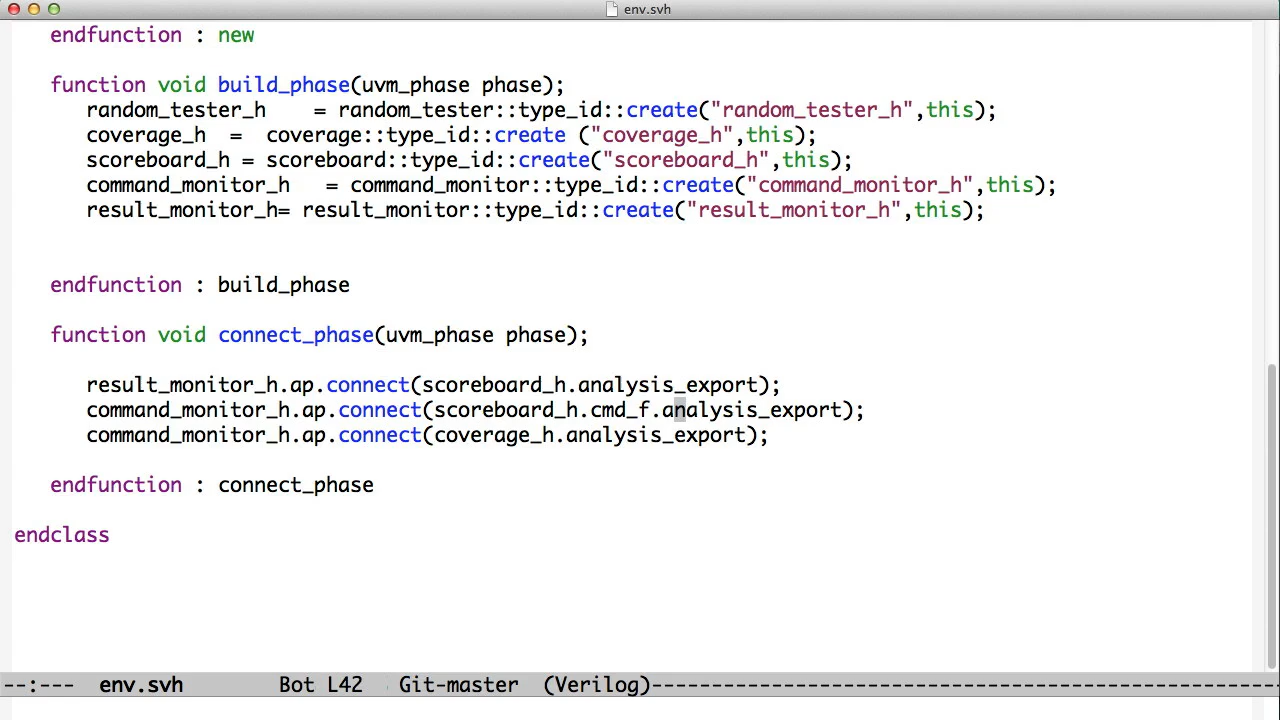 env.svh
endfunction : new
function void build_phase(uvm_phase phase);
random_tester_h    = random_tester::type_id::create("random_tester_h",this);
coverage_h  =  coverage::type_id::create ("coverage_h",this);
scoreboard_h = scoreboard::type_id::create("scoreboard_h",this);
command_monitor_h   = command_monitor::type_id::create("command_monitor_h",this);
result_monitor_h= result_monitor::type_id::create("result_monitor_h",this);
endfunction : build_phase
function void connect_phase(uvm_phase phase);
result_monitor_h.ap.connect(scoreboard_h.analysis_export);
command_monitor_h.ap.connect(scoreboard_h.cmd_f.analysis_export);
command_monitor_h.ap.connect(coverage_h.analysis_export);
endfunction : connect_phase
endclass
--:---  env.svh        Bot L42   Git-master  (Verilog)----------------------------------------------------